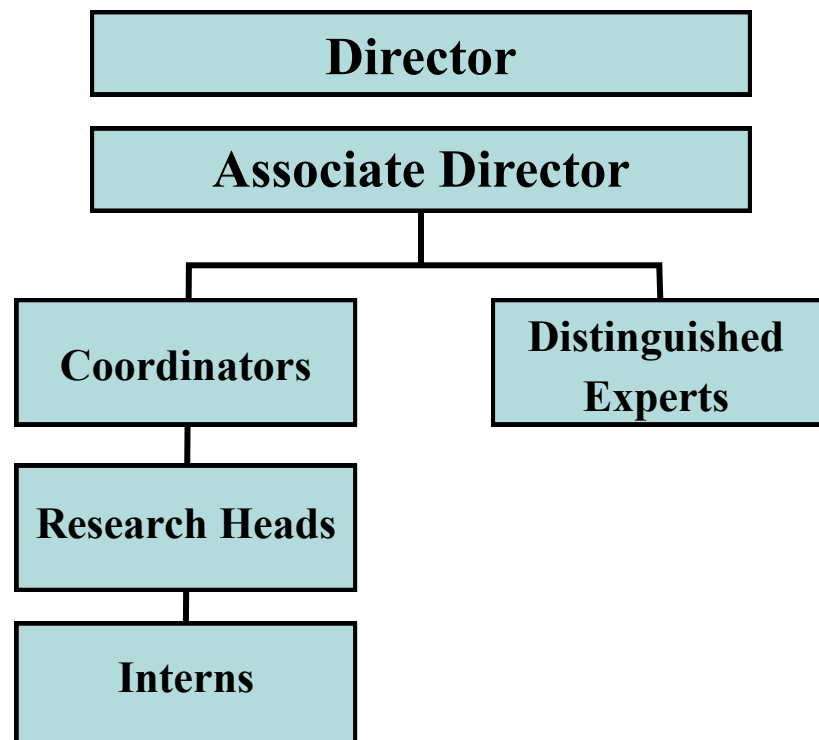 Director
Associate Director
Coordinators
Distinguished
Experts
Research Heads
Interns